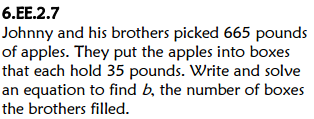 6.EE.2.7
Johnny and his brothers picked 665 pounds
of apples. They put the apples into boxes
that each hold 35 pounds. Write and solve
an equation to find b, the number of boxes
the brothers filled.